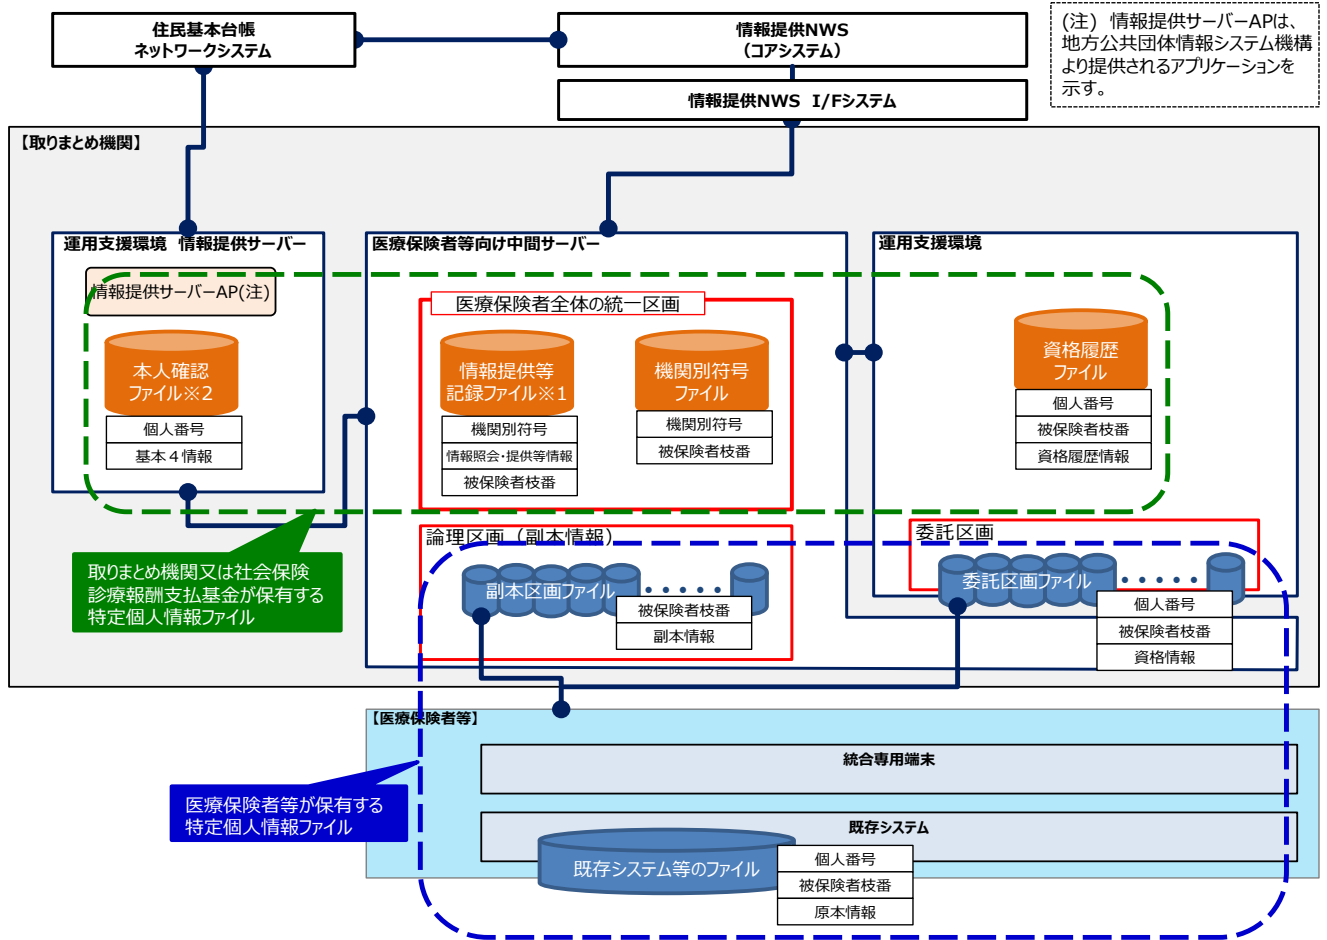 住民基本台帳
ネットワークシステム
情報提供NWS
（コアシステム）
情報提供NWS I/Fシステム
(注) 情報提供サーバーAPは、
地方公共団体情報システム機構
より提供されるアプリケーションを
示す。
【取りまとめ機関】
運用支援環境 情報提供サーバー
情報提供サーバーAP(注)
本人確認
ファイル※2
個人番号
基本４情報
医療保険者等向け中間サーバー
医療保険者全体の統一区画
情報提供等
記録ファイル※1
機関別符号
情報照会・提供等情報
被保険者枝番
機関別符号
ファイル
機関別符号
被保険者枝番
運用支援環境
資格履歴
ファイル
個人番号
被保険者枝番
資格履歴情報
取りまとめ機関又は社会保険
診療報酬支払基金が保有する
特定個人情報ファイル
論理区画（副本情報）
副本区画ファイル
・・・・・
被保険者枝番
副本情報
委託区画
委託区画ファイル
・・・・・
個人番号
被保険者枝番
資格情報
【医療保険者等】
統合専用端末
既存システム
医療保険者等が保有する
特定個人情報ファイル
既存システム等のファイル
個人番号
被保険者枝番
原本情報